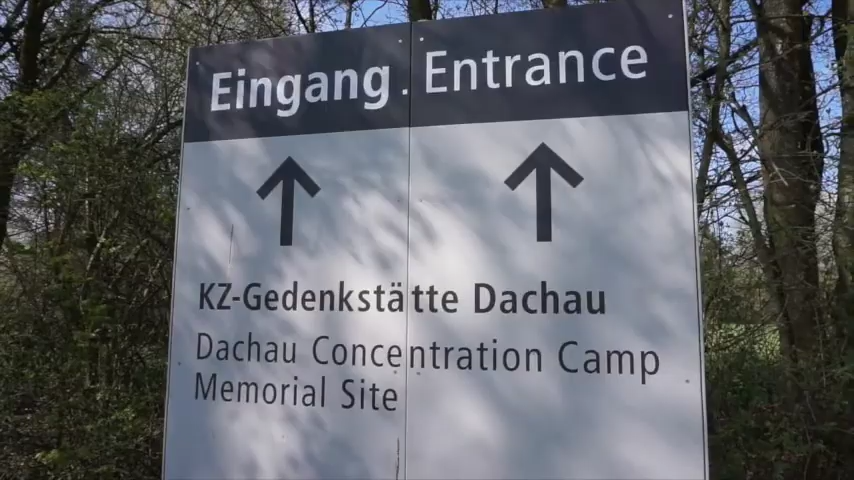 Eingang . Entrance
KZ-Gedenkstätte Dachau
Dachau Concentration Camp
Memorial Site